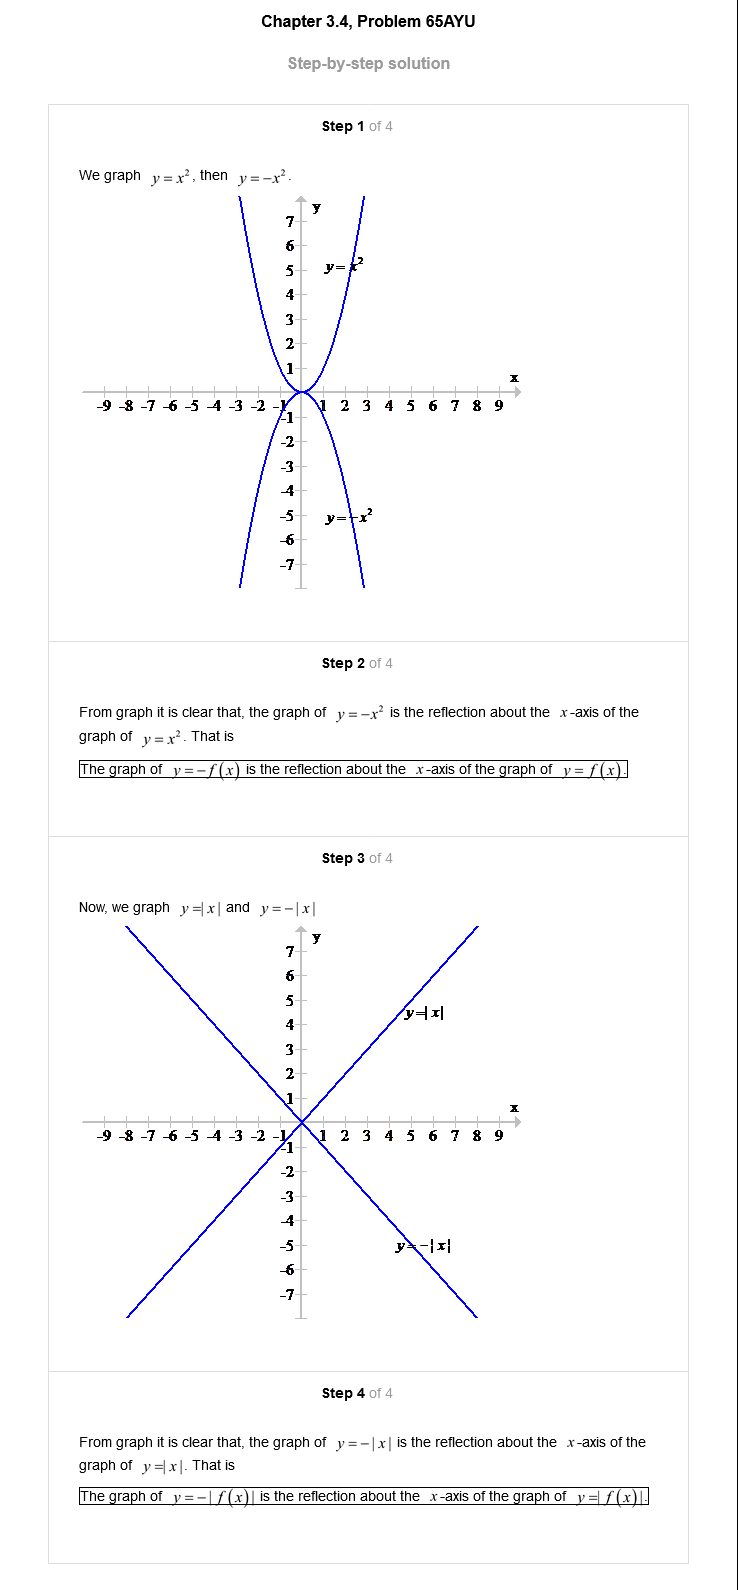 Chapter 3.4, Problem 65AYU
Step-by-step solution
Step 1 of 4
We graph y = x², then y = −x².
y
7
6
5
4
3
2
1
y = x²
x
-9 -8 -7 -6 -5 -4 -3 -2 -1 1 2 3 4 5 6 7 8 9
-1
-2
-3
-4
-5
-6
-7
y = −x²
Step 2 of 4
From graph it is clear that, the graph of y = −x² is the reflection about the x-axis of the
graph of y = x². That is
The graph of y = −f(x) is the reflection about the x-axis of the graph of y = f(x).
Step 3 of 4
Now, we graph y =|x| and y = −|x|
y
7
6
5
4
3
2
1
y=|x|
x
-9 -8 -7 -6 -5 -4 -3 -2 -1 1 2 3 4 5 6 7 8 9
-1
-2
-3
-4
-5
-6
-7
y=−|x|
Step 4 of 4
From graph it is clear that, the graph of y = −|x| is the reflection about the x-axis of the
graph of y =|x|. That is
The graph of y = −|f(x)| is the reflection about the x-axis of the graph of y =|f(x)|.